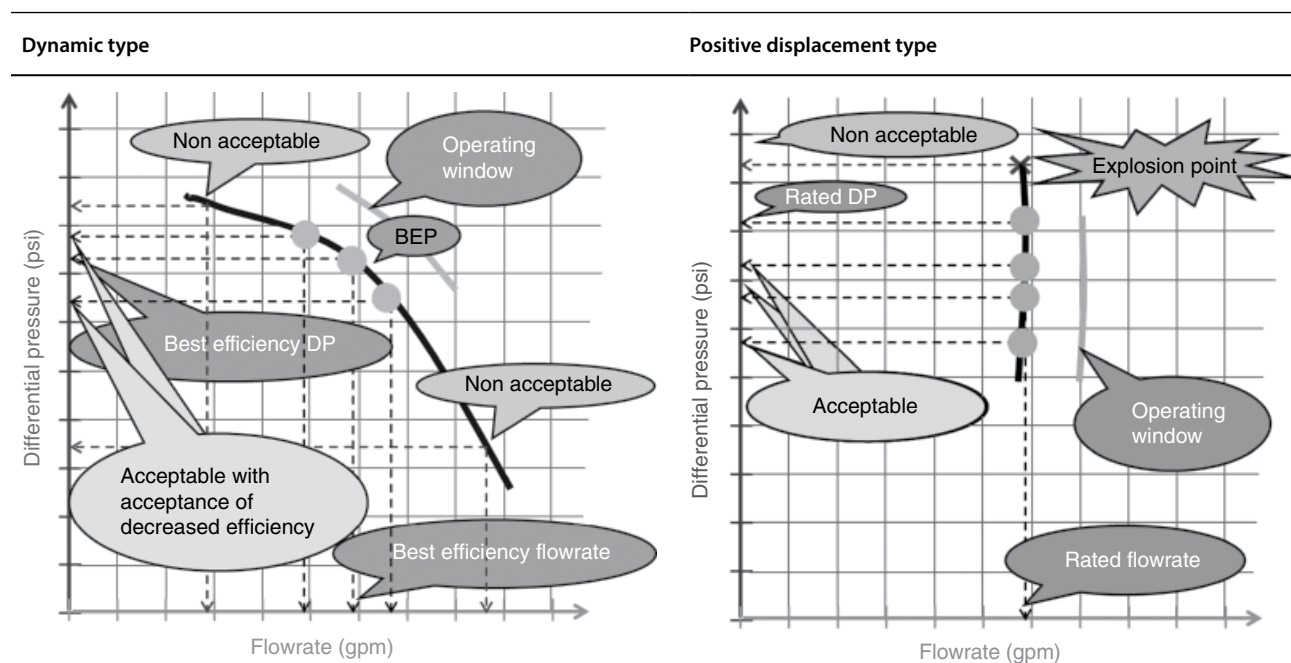 Dynamic type
Positive displacement type
Non acceptable
Operating
window
BEP
Best efficiency DP
Non acceptable
Acceptable with
acceptance of
decreased efficiency
Best efficiency flowrate
Differential pressure (psi)
Flowrate (gpm)
Non acceptable
Explosion point
Rated DP
Acceptable
Operating
window
Rated flowrate
Differential pressure (psi)
Flowrate (gpm)